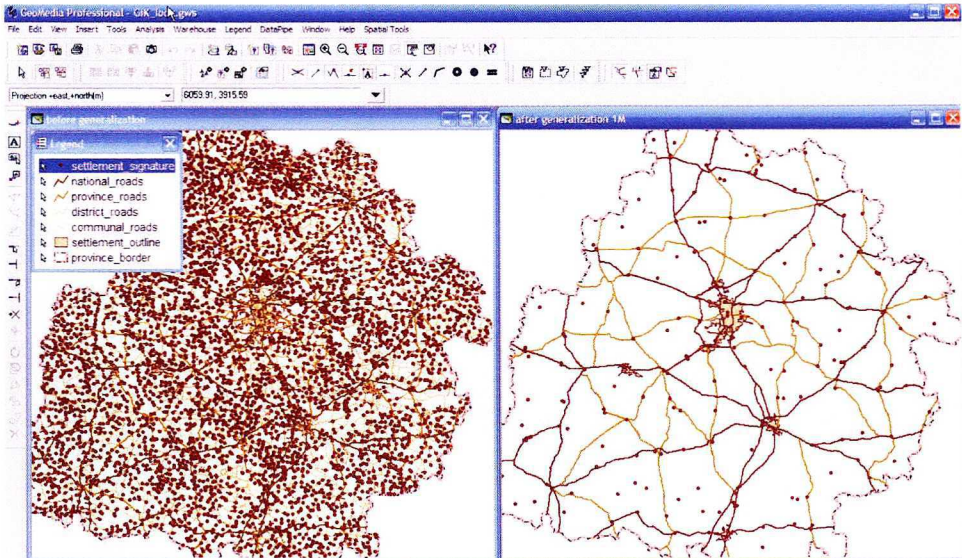 GeoMedia Professional - GIK_lodz.gws
File Edit View Insert Tools Analysis Warehouse Legend DataPipe Window Help Spatial Tools
Projection +east,+north(m) 6059.91, 3915.59
before generalization
after generalization 1M
Legend
settlement_signature
national_roads
province_roads
district_roads
communal_roads
settlement_outline
province_border